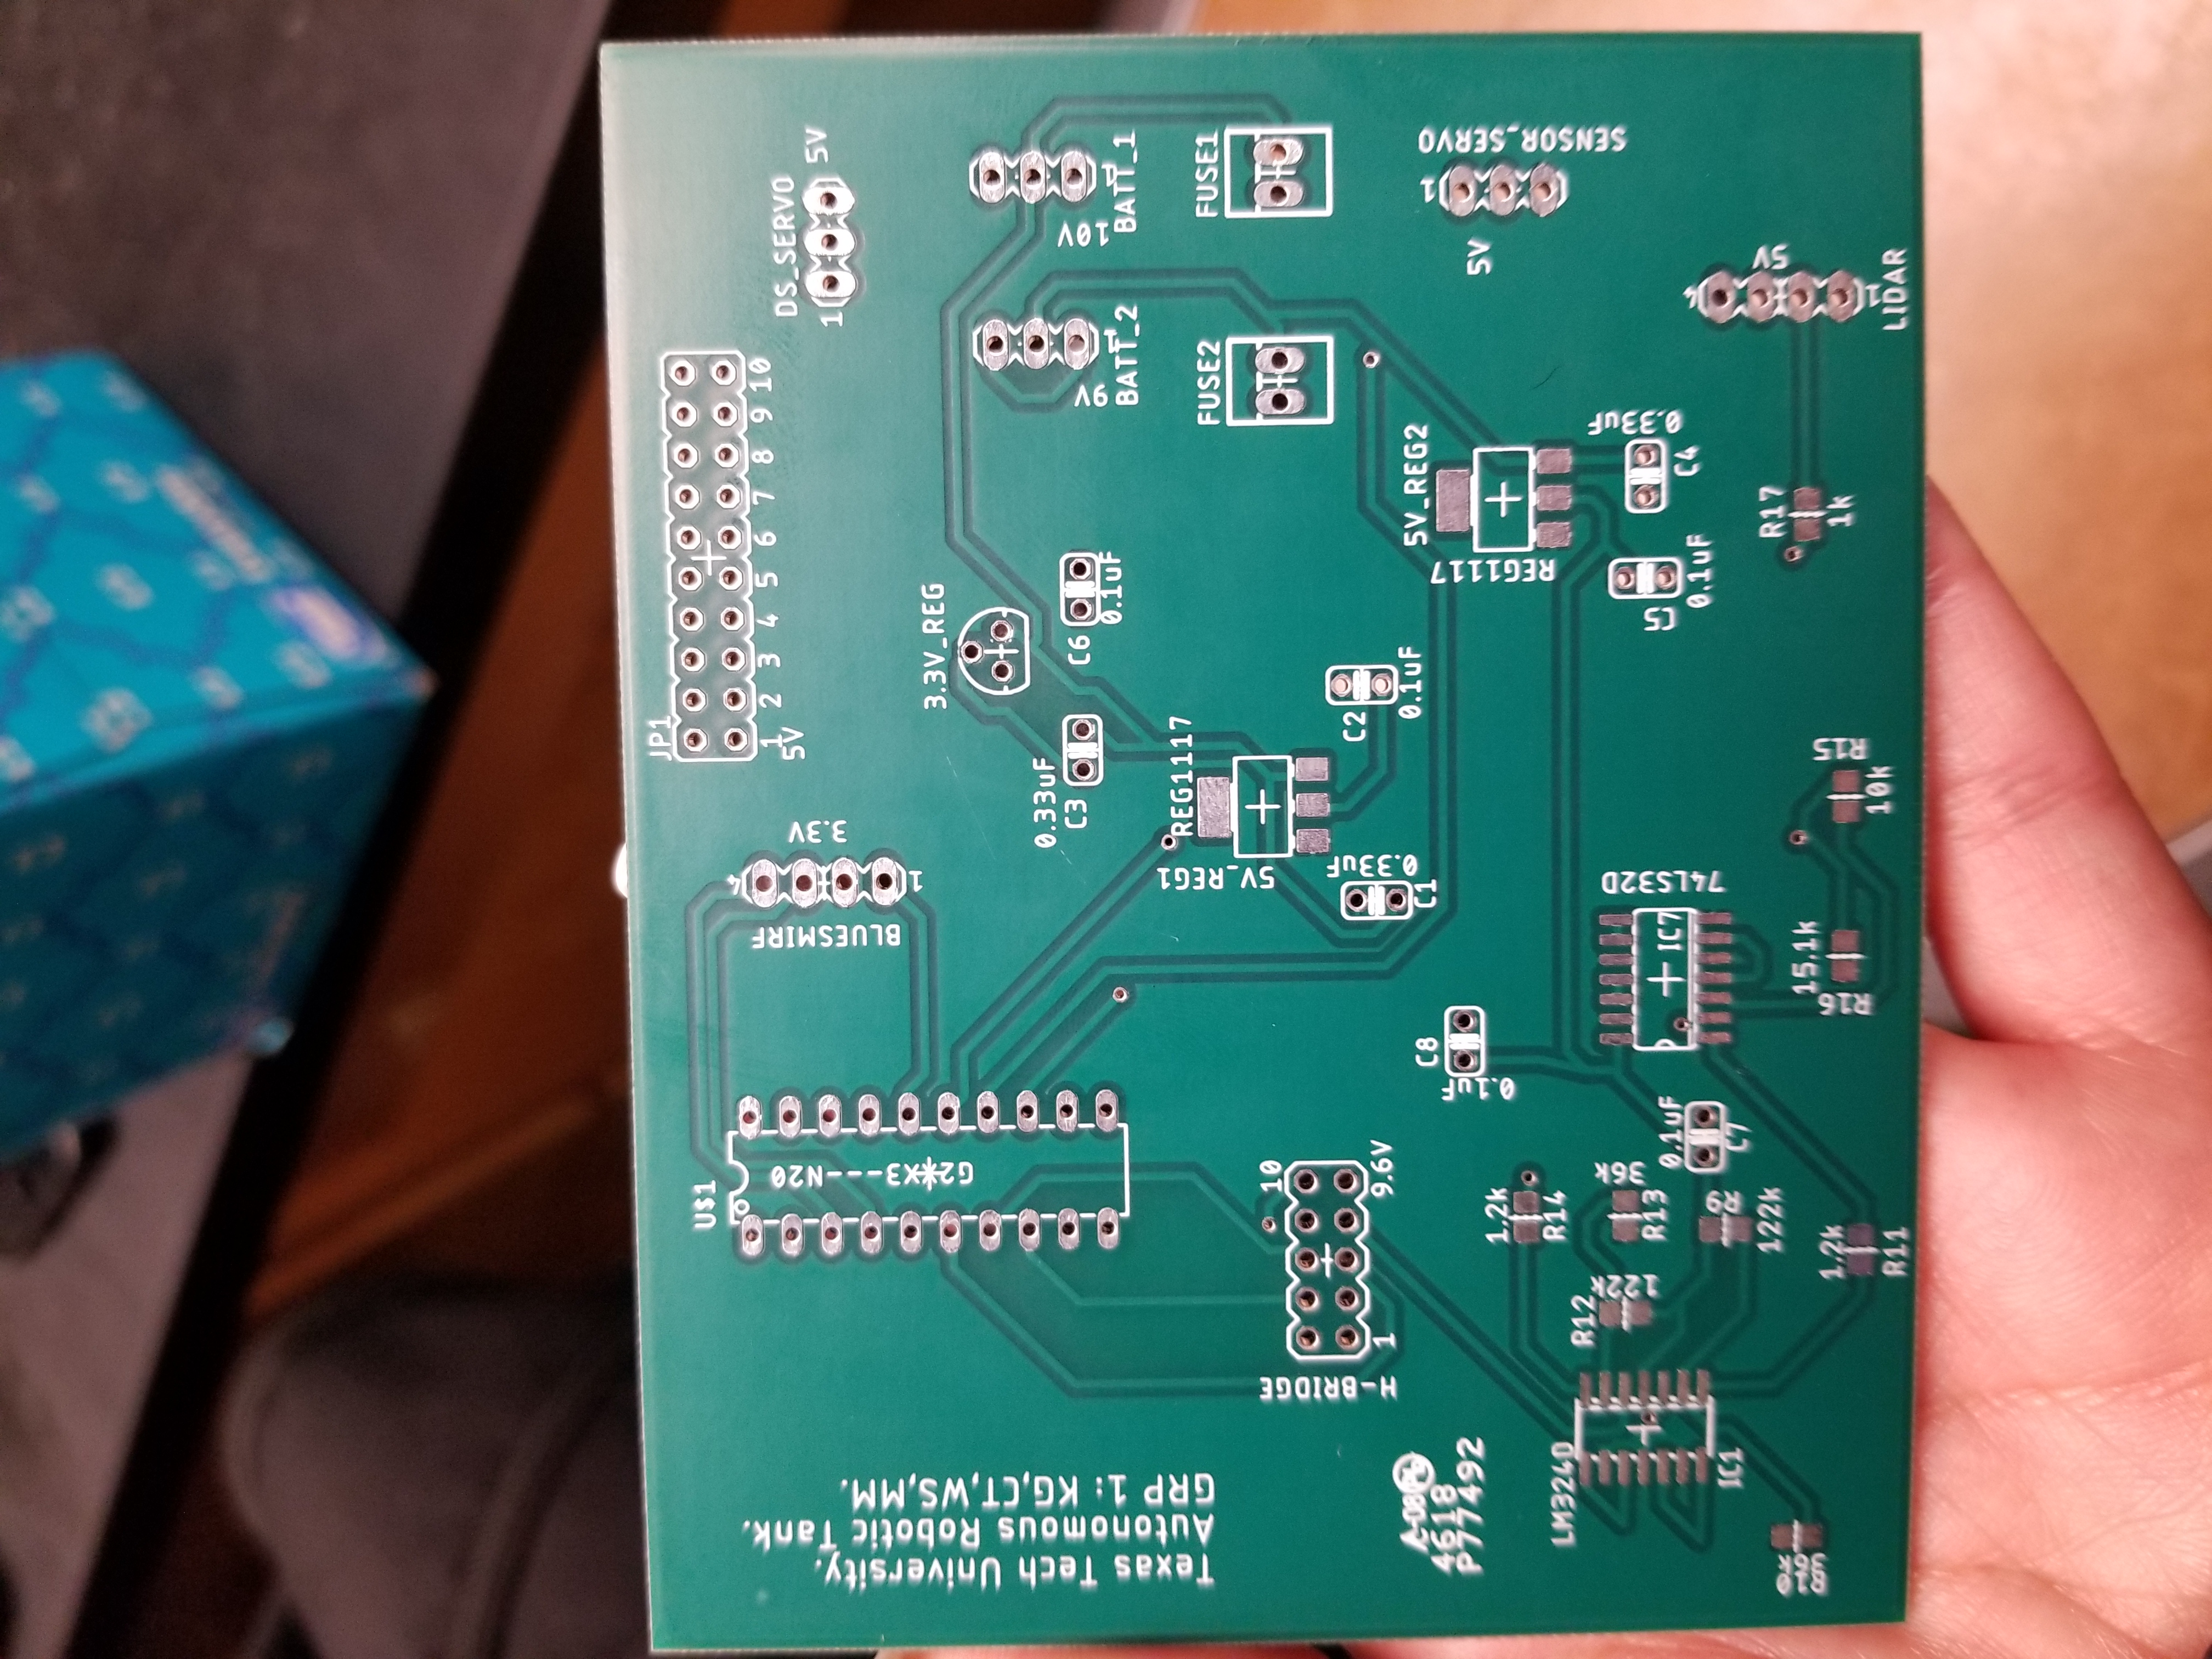 JP1
U$1
1 2 3 4 5 6 7 8 9 10
5V
DS_SERVO
1
5V
Texas Tech University.
Autonomous Robotic Tank.
GRP 1: KG,CT,WS,MM.
G2**X3---N20
BLUESMIRF
4
3.3V
1
3.3V_REG
0.33uF
C3
C6
0.1uF
9V
1
BATT_2
10V
1
BATT_1
5V_REG1
REG1117
FUSE2
FUSE1
H-BRIDGE
10
1
9.6V
C1
0.33uF
C2
0.1uF
4618
P77492
C8
0.1uF
5V_REG2
REG1117
5V
1
SENSOR_SERVO
1.2k
R14
LM324D
IC1
R12
122k
R13
36k
0.1uF
C7
IC7
74LS32D
C5
0.1uF
C4
0.33uF
R9
122k
R10
36k
1.2k
R11
R16
15.1k
R15
10k
R17
1k
4
5V
1
LIDAR